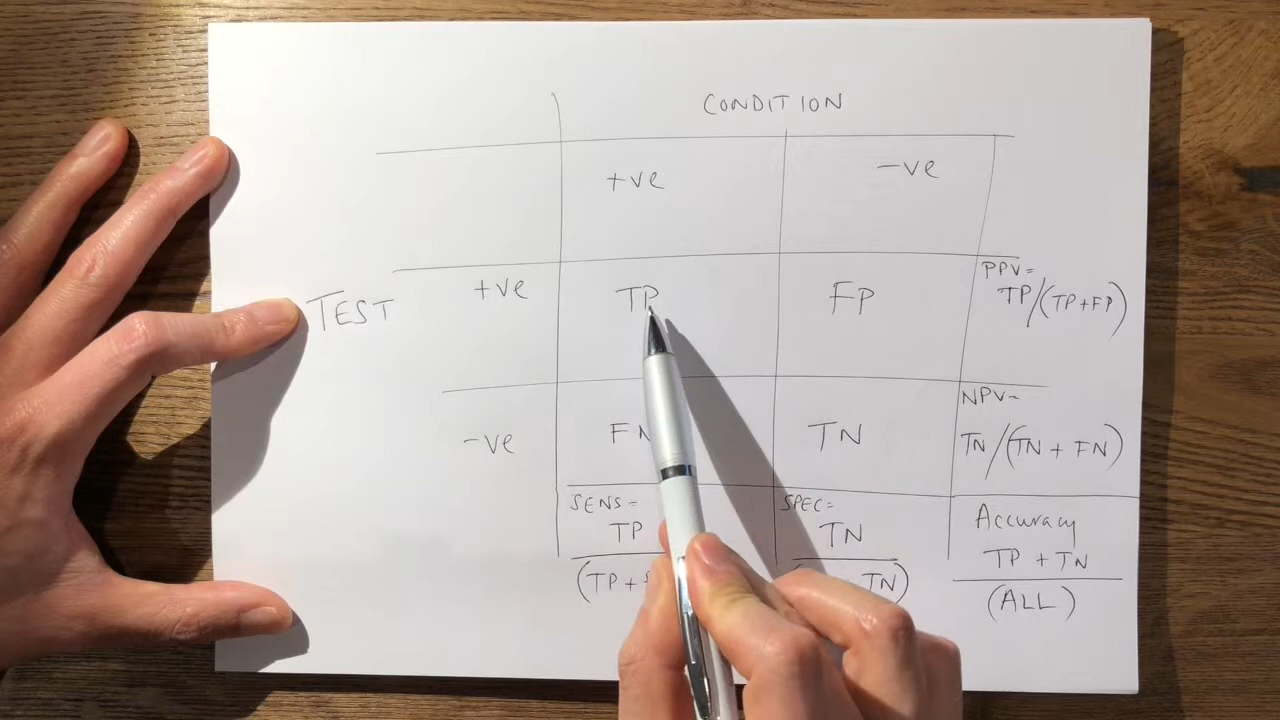 CONDITION
+ve -ve
TEST +ve TP FP PPV=
TP/(TP+FP)
-ve TN NPV=
TN/(TN + FN)
SENS= SPEC= Accuracy
TP TN TP + TN
(TP+ TN) (ALL)